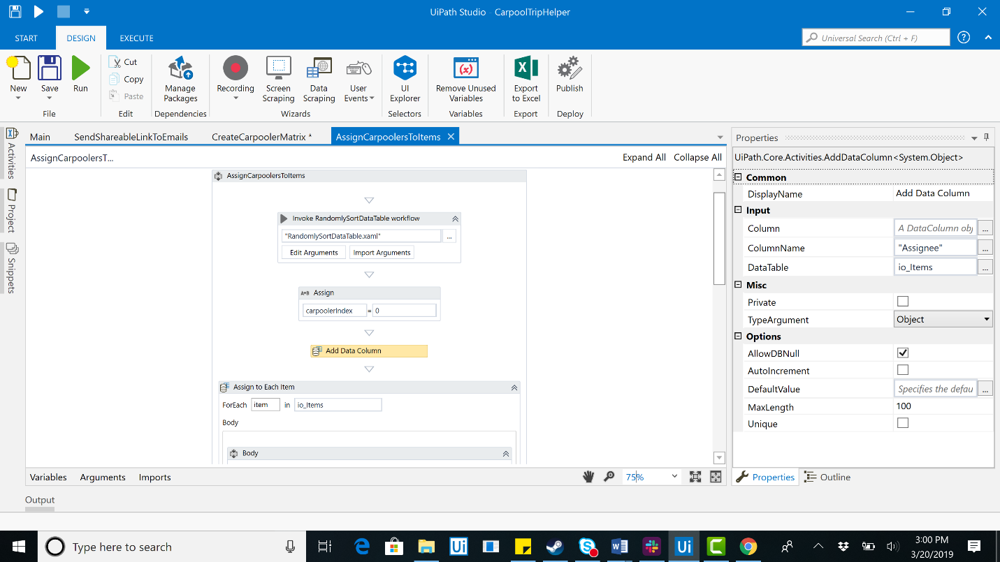 UiPath Studio - CarpoolTripHelper
START
DESIGN
EXECUTE
Universal Search (Ctrl + F)
?
New
Save
Run
Cut
Copy
Paste
Manage
Packages
Recording
Screen
Scraping
Data
Scraping
User
Events
UI
Explorer
Remove Unused
Variables
Export
to Excel
Publish
File
Edit
Dependencies
Wizards
Selectors
Variables
Export
Deploy
Activities
Project
Snippets
Main
SendShareableLinkToEmails
CreateCarpoolerMatrix *
AssignCarpoolersToItems
AssignCarpoolersT...
Expand All
Collapse All
AssignCarpoolersToItems
Invoke RandomlySortDataTable workflow
"RandomlySortDataTable.xaml"
...
Edit Arguments
Import Arguments
A+B Assign
carpoolerIndex = 0
Add Data Column
Assign to Each Item
ForEach item in io_Items
Body
Body
Variables
Arguments
Imports
75%
Output
Properties
UiPath.Core.Activities.AddDataColumn<System.Object>
Common
DisplayName Add Data Column
Input
Column A DataColumn obj ...
ColumnName "Assignee" ...
DataTable io_Items ...
Misc
Private
TypeArgument Object
Options
AllowDBNull
AutoIncrement
DefaultValue Specifies the defau ...
MaxLength 100
Unique
Properties
Outline
Type here to search
Ui
Ui
3:00 PM
3/20/2019